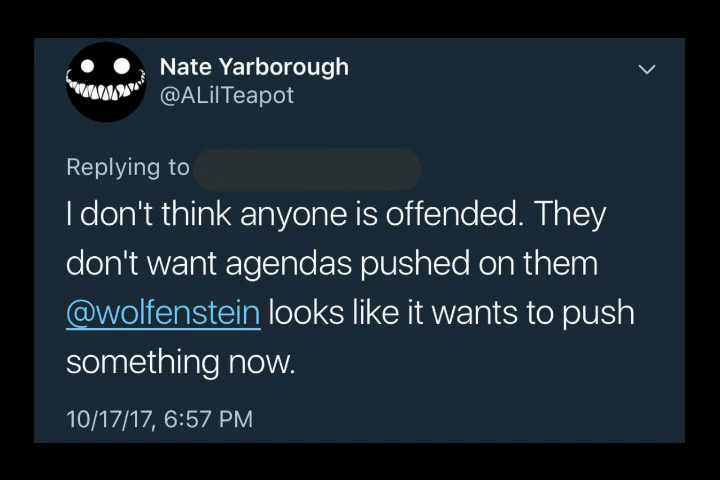 Nate Yarborough
@ALilTeapot
Replying to
I don't think anyone is offended. They
don't want agendas pushed on them
@wolfenstein looks like it wants to push
something now.
10/17/17, 6:57 PM